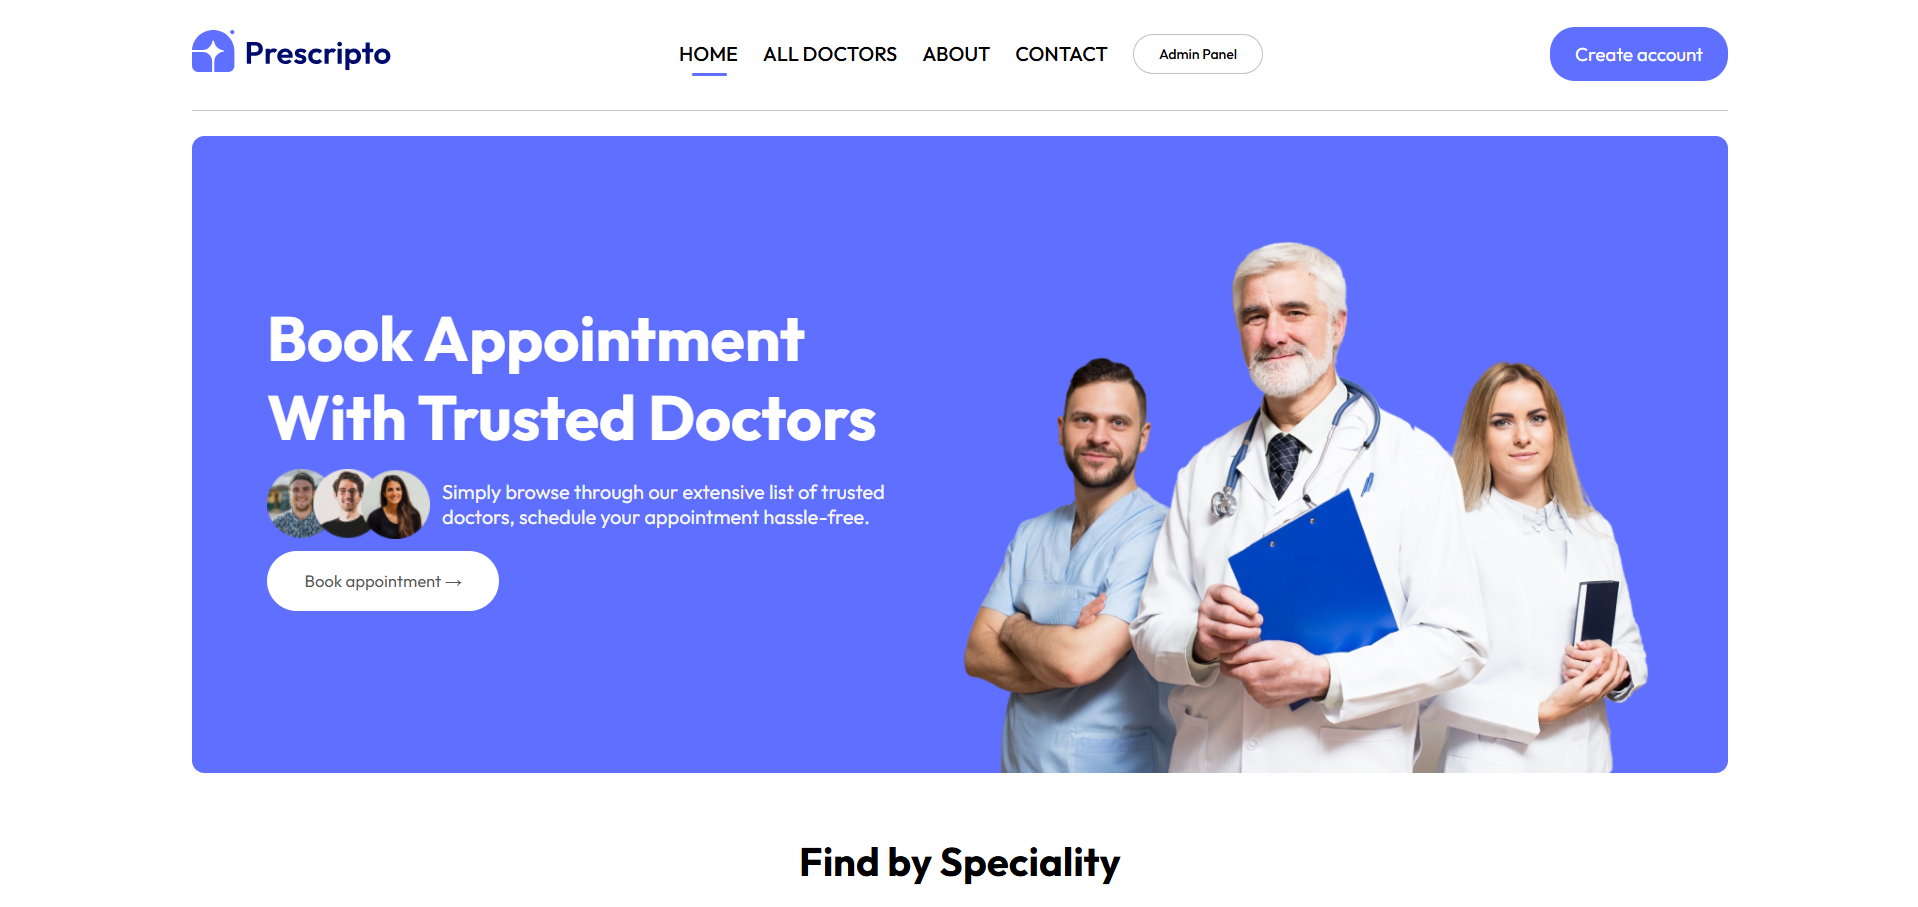 Prescripto
HOME
ALL DOCTORS
ABOUT
CONTACT
Admin Panel
Create account
Book Appointment
With Trusted Doctors
Simply browse through our extensive list of trusted
doctors, schedule your appointment hassle-free.
Book appointment →
Find by Speciality